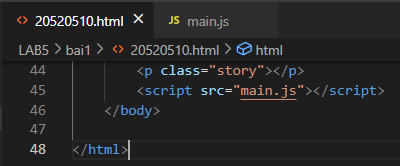 20520510.html main.js
LAB5 > bai1 > 20520510.html > html
44 <p class="story"></p>
45 <script src="main.js"></script>
46 </body>
47
48 </html>